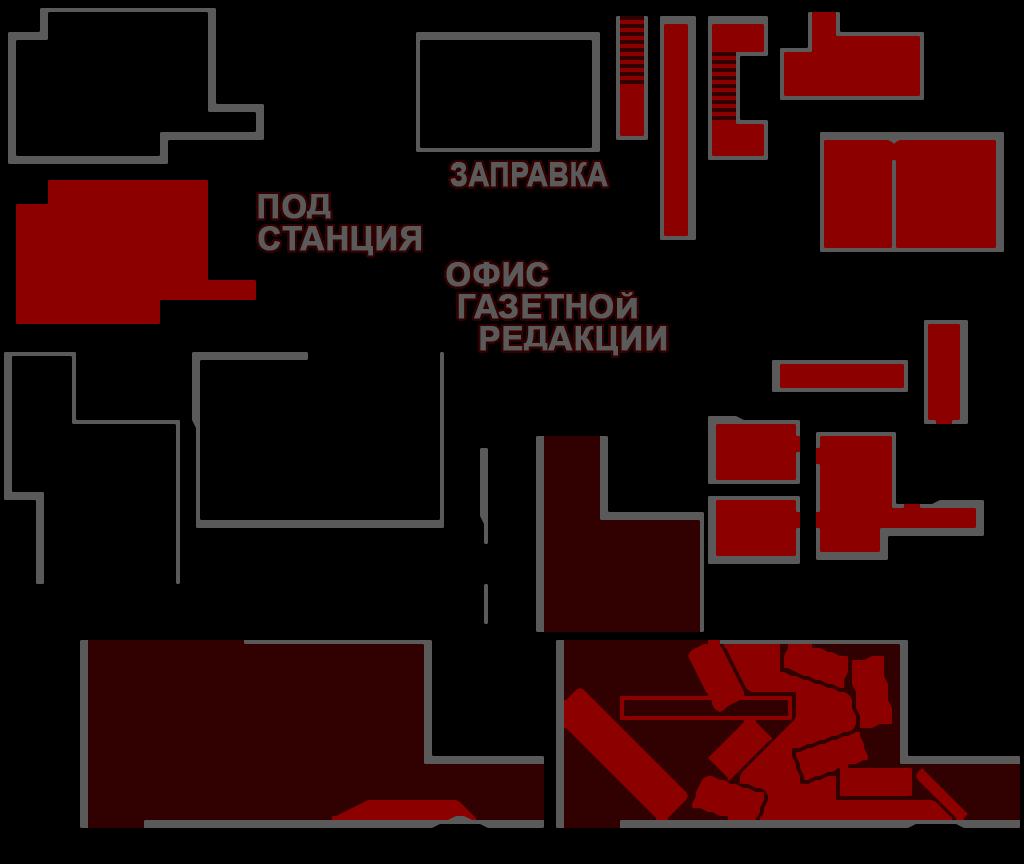 ЗАПРАВКА
ПОД
СТАНЦИЯ
ОФИС
ГАЗЕТНОЙ
РЕДАКЦИИ